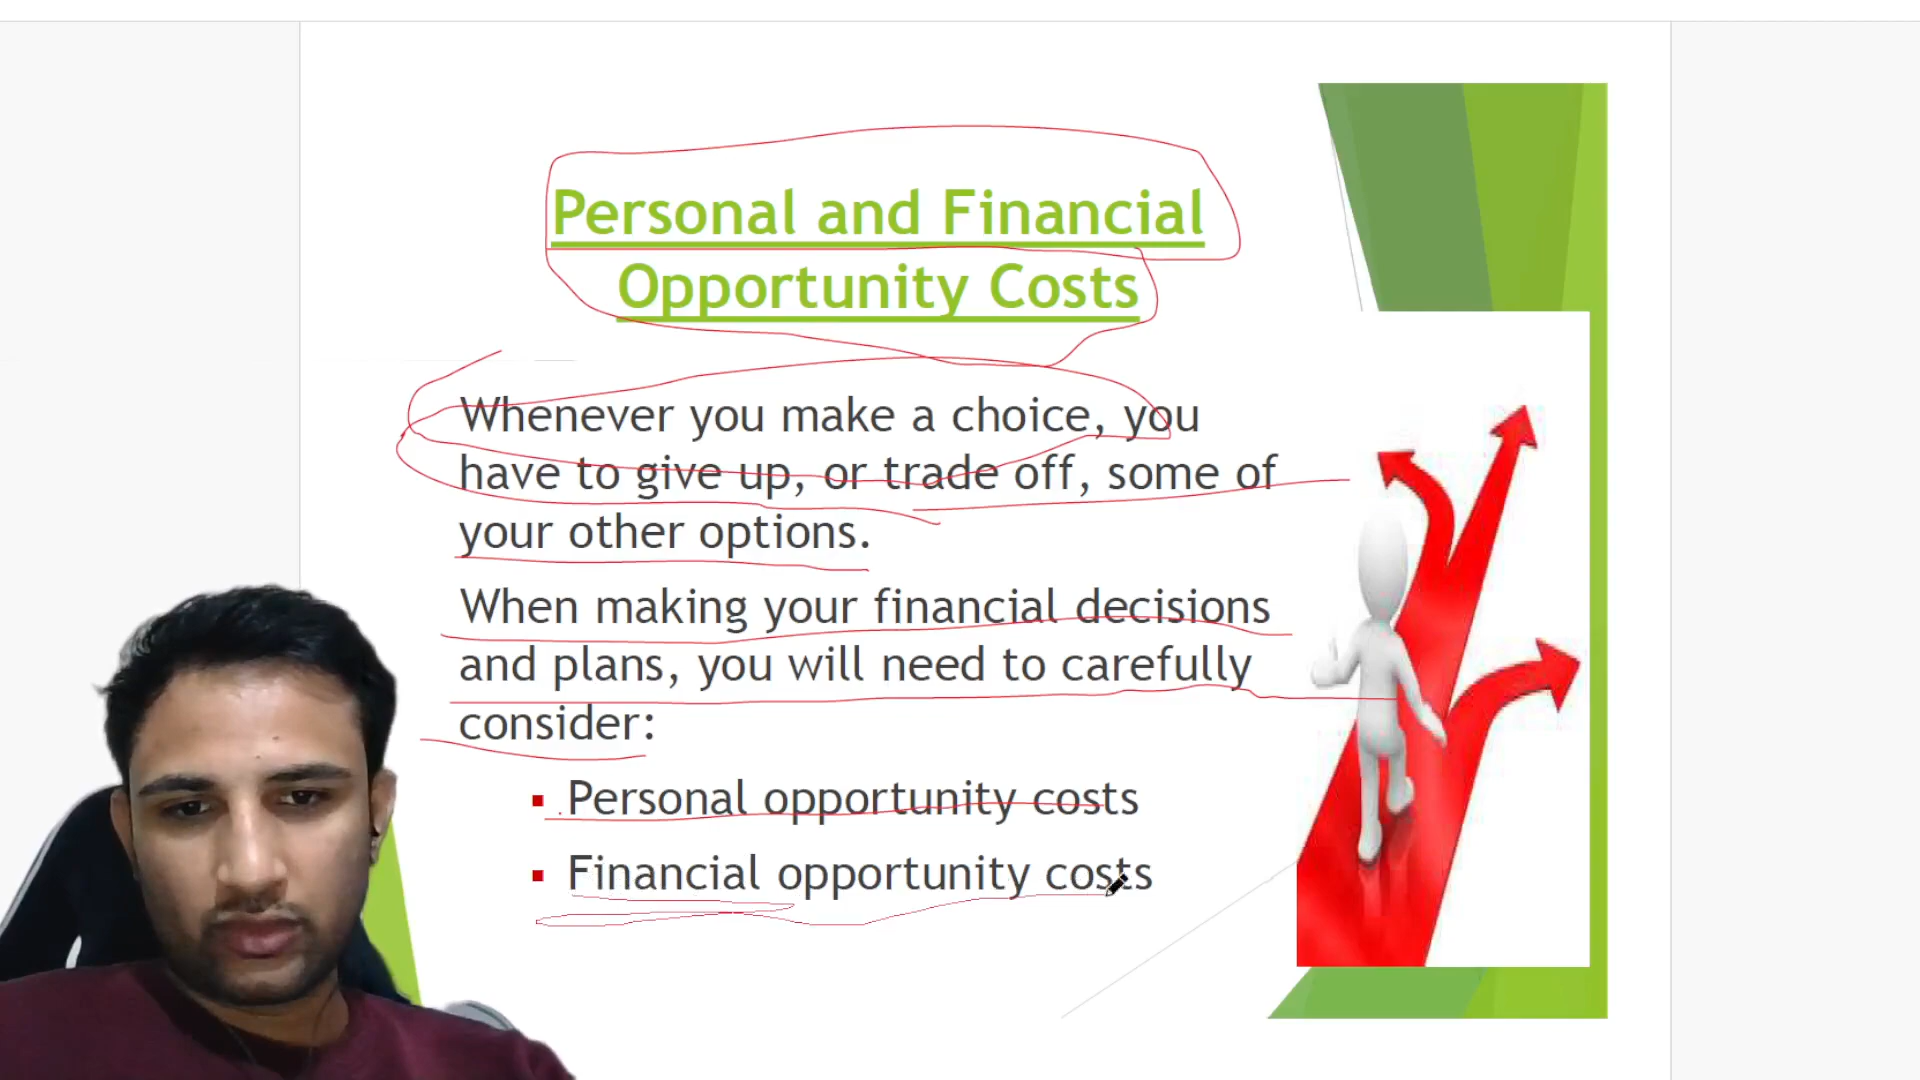 Personal and Financial
Opportunity Costs
Whenever you make a choice, you
have to give up, or trade off, some of
your other options.
When making your financial decisions
and plans, you will need to carefully
consider:
▪ Personal opportunity costs
▪ Financial opportunity costs